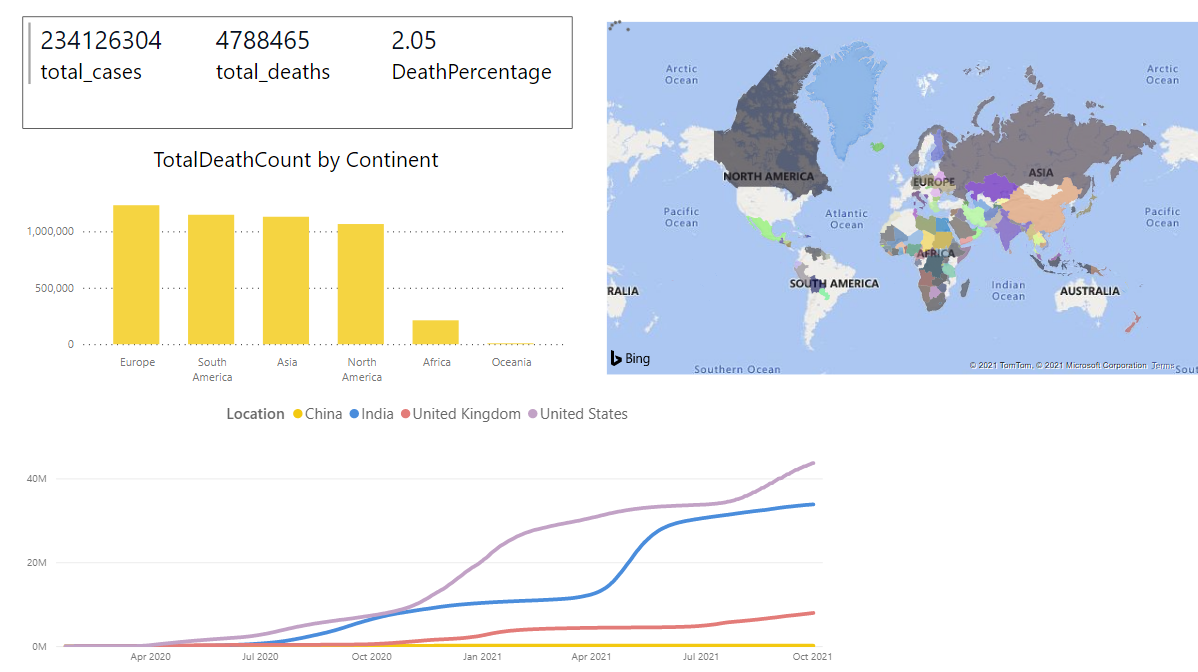 234126304 4788465 2.05
total_cases total_deaths DeathPercentage
TotalDeathCount by Continent
1,000,000
500,000
0
Europe South America Asia North America Africa Oceania
Arctic Ocean
Arctic Ocean
NORTH AMERICA
EUROPE
ASIA
Pacific Ocean
Atlantic Ocean
Pacific Ocean
AFRICA
SOUTH AMERICA
Indian Ocean
RALIA
AUSTRALIA
Bing
Southern Ocean
© 2021 TomTom, © 2021 Microsoft Corporation Terms
Sout
Location China India United Kingdom United States
40M
20M
0M
Apr 2020 Jul 2020 Oct 2020 Jan 2021 Apr 2021 Jul 2021 Oct 2021